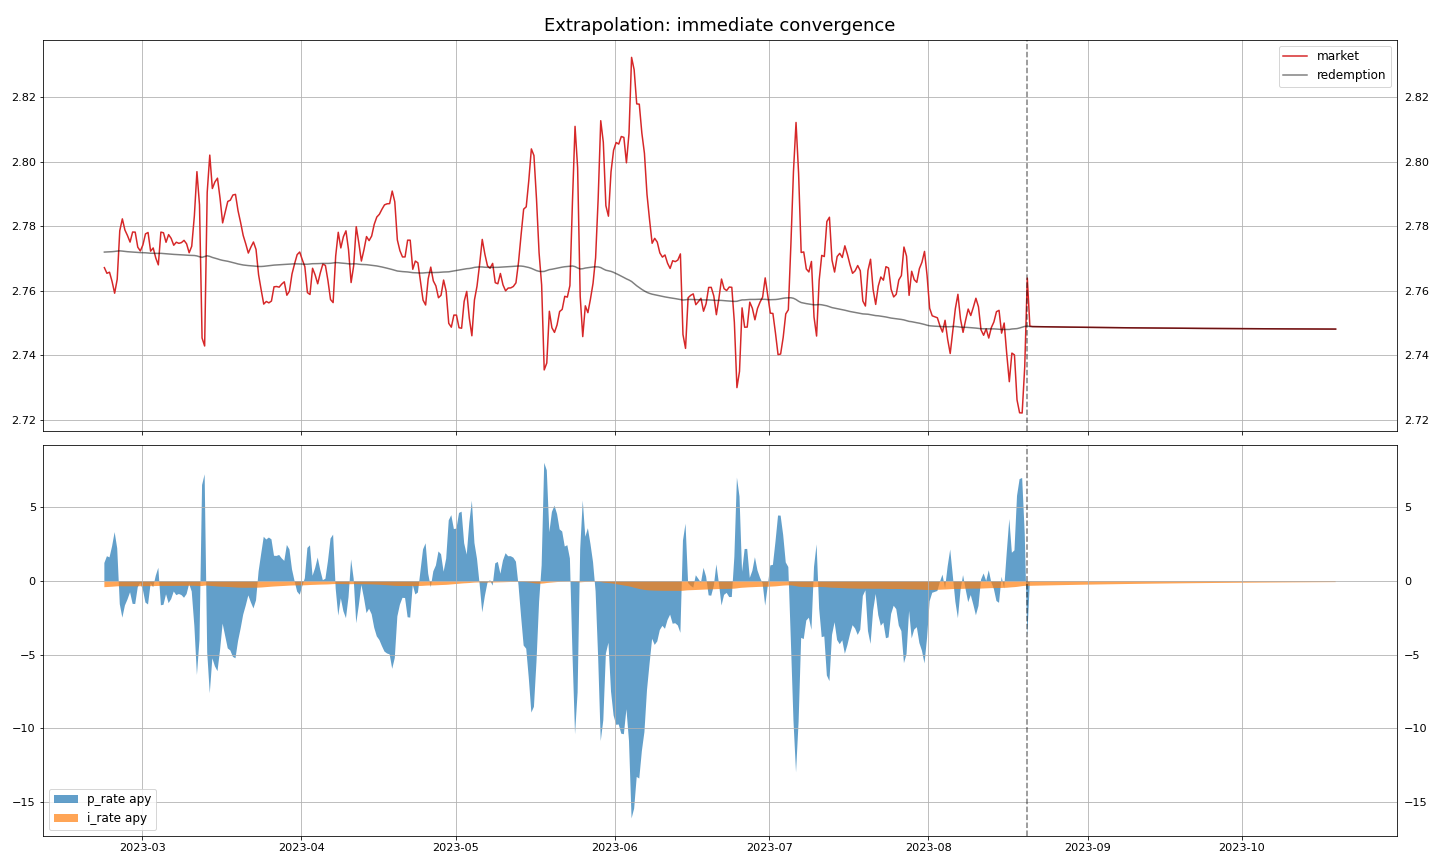 Extrapolation: immediate convergence
market
redemption
2.82 2.82
2.80 2.80
2.78 2.78
2.76 2.76
2.74 2.74
2.72 2.72
5 5
0 0
−5 −5
−10 −10
−15 −15
p_rate apy
i_rate apy
2023-03 2023-04 2023-05 2023-06 2023-07 2023-08 2023-09 2023-10